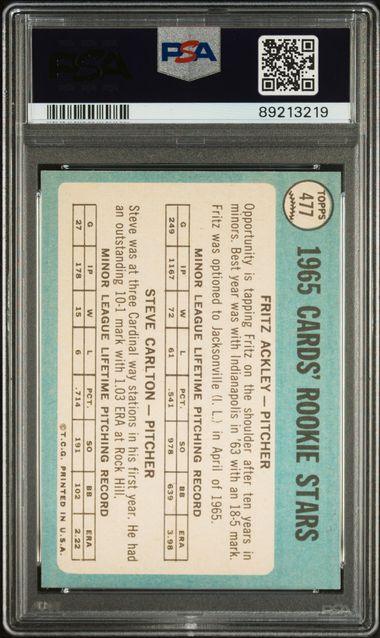 PSA
PSA
89213219
TOPPS
477
1965 CARDS' ROOKIE STARS
FRITZ ACKLEY — PITCHER
Opportunity is tapping Fritz on the shoulder after ten years in
minors. Best year was with Indianapolis in '63 with an 18-5 mark.
Fritz was optioned to Jacksonville (I. L.) in April of 1965.
MINOR LEAGUE LIFETIME PITCHING RECORD
G IP W L PCT. SO BB ERA
249 1167 72 61 .541 978 639 3.98
STEVE CARLTON — PITCHER
Steve was at three Cardinal way stations in his first year. He had
an outstanding 10-1 mark with 1.03 ERA at Rock Hill.
MINOR LEAGUE LIFETIME PITCHING RECORD
G IP W L PCT. SO BB ERA
27 178 15 6 .714 191 102 2.22
© T.C.G. PRINTED IN U.S.A.
PSA